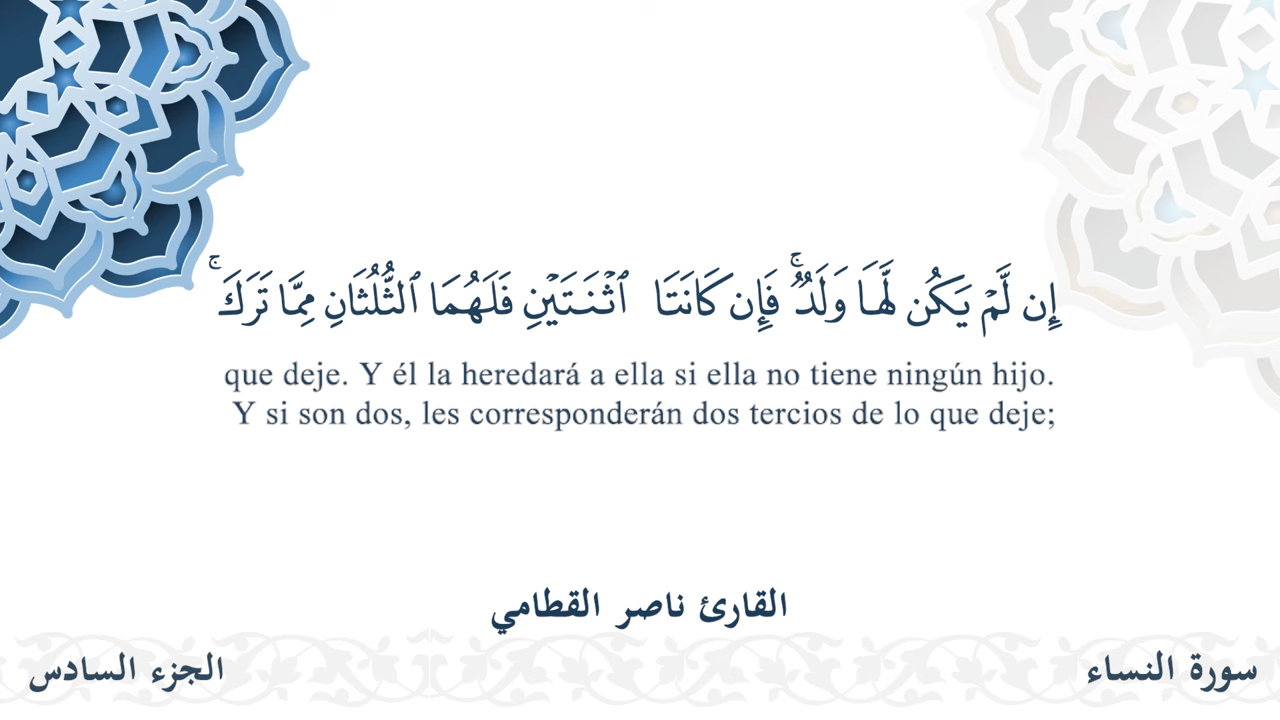 إِن لَّمْ يَكُن لَّهَا وَلَدٌ ۚ فَإِن كَانَتَا ٱثْنَتَيْنِ فَلَهُمَا ٱلثُّلُثَانِ مِمَّا تَرَكَ ۚ
que deje. Y él la heredará a ella si ella no tiene ningún hijo.
Y si son dos, les corresponderán dos tercios de lo que deje;
القارئ ناصر القطامي
سورة النساء
الجزء السادس